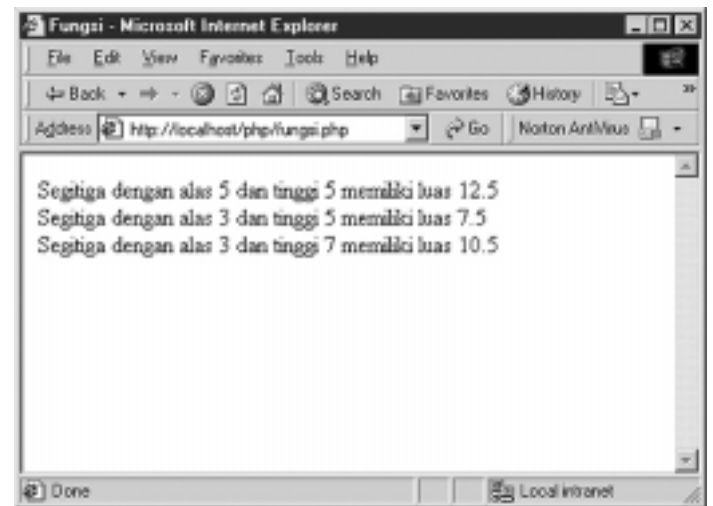 Fungsi - Microsoft Internet Explorer
File Edit View Favorites Tools Help
Back Search Favorites History
Address http://localhost/php/fungsi.php Go Norton AntiVirus
Segitiga dengan alas 5 dan tinggi 5 memiliki luas 12.5
Segitiga dengan alas 3 dan tinggi 5 memiliki luas 7.5
Segitiga dengan alas 3 dan tinggi 7 memiliki luas 10.5
Done Local intranet